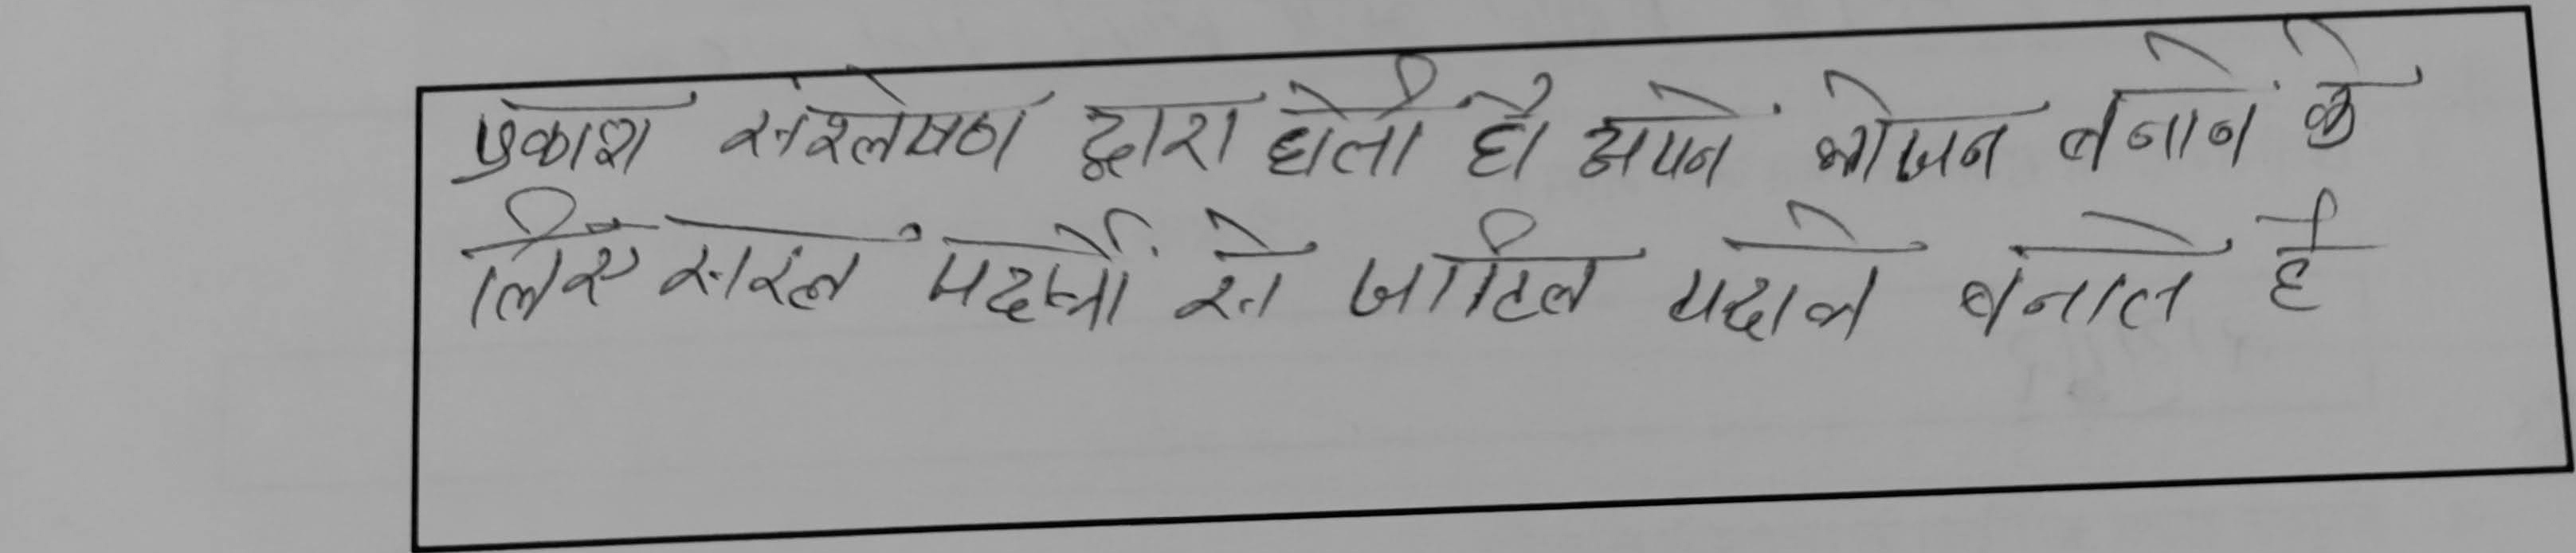 प्रकाश संश्लेषण द्वारा होती है अपने भोजन बनाने के
लिए सरल पदार्थों से जटिल पदार्थ बनाते है